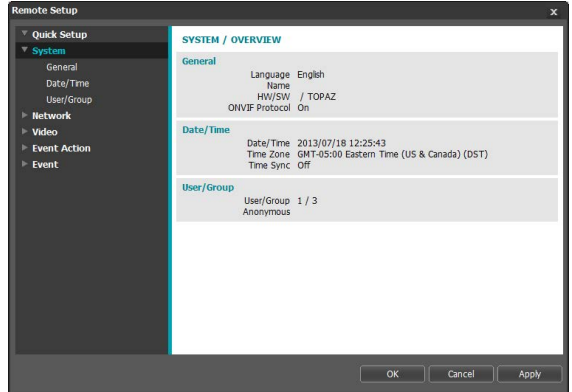 Remote Setup
x
Quick Setup
System
General
Date/Time
User/Group
Network
Video
Event Action
Event
SYSTEM / OVERVIEW
General
Language English
Name
HW/SW / TOPAZ
ONVIF Protocol On
Date/Time
Date/Time 2013/07/18 12:25:43
Time Zone GMT-05:00 Eastern Time (US & Canada) (DST)
Time Sync Off
User/Group
User/Group 1 / 3
Anonymous
OK Cancel Apply